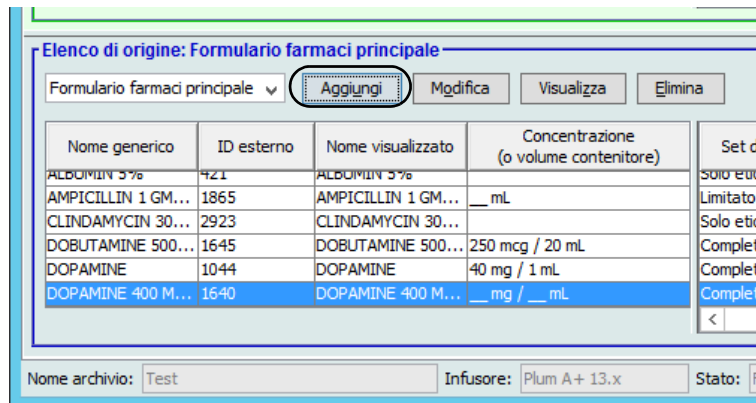 Elenco di origine: Formulario farmaci principale
Formulario farmaci principale Aggiungi Modifica Visualizza Elimina
Nome generico ID esterno Nome visualizzato Concentrazione (o volume contenitore) Set d
ALBUMIN 5% 421 ALBUMIN 5% Solo etic
AMPICILLIN 1 GM... 1865 AMPICILLIN 1 GM... __ mL Limitato
CLINDAMYCIN 30... 2923 CLINDAMYCIN 30... Solo etic
DOBUTAMINE 500... 1645 DOBUTAMINE 500... 250 mcg / 20 mL Complet
DOPAMINE 1044 DOPAMINE 40 mg / 1 mL Complet
DOPAMINE 400 M... 1640 DOPAMINE 400 M... __ mg / __ mL Complet
Nome archivio: Test Infusore: Plum A+ 13.x Stato: